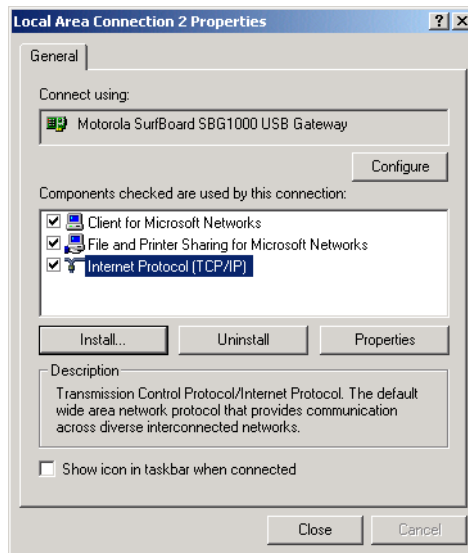 Local Area Connection 2 Properties
General
Connect using:
Motorola SurfBoard SBG1000 USB Gateway
Configure
Components checked are used by this connection:
Client for Microsoft Networks
File and Printer Sharing for Microsoft Networks
Internet Protocol (TCP/IP)
Install... Uninstall Properties
Description
Transmission Control Protocol/Internet Protocol. The default
wide area network protocol that provides communication
across diverse interconnected networks.
Show icon in taskbar when connected
Close Cancel